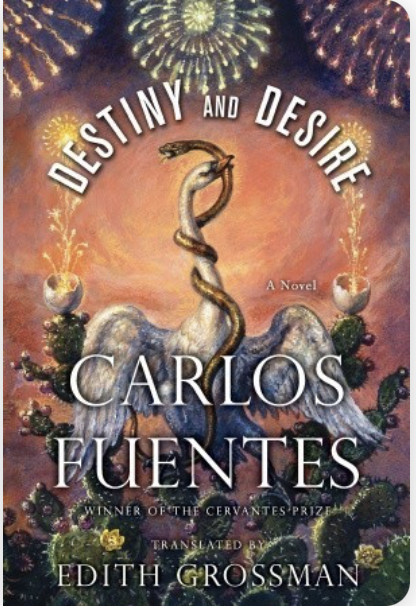 DESTINY AND DESIRE
A Novel
CARLOS
FUENTES
WINNER OF THE CERVANTES PRIZE
TRANSLATED BY
EDITH GROSSMAN